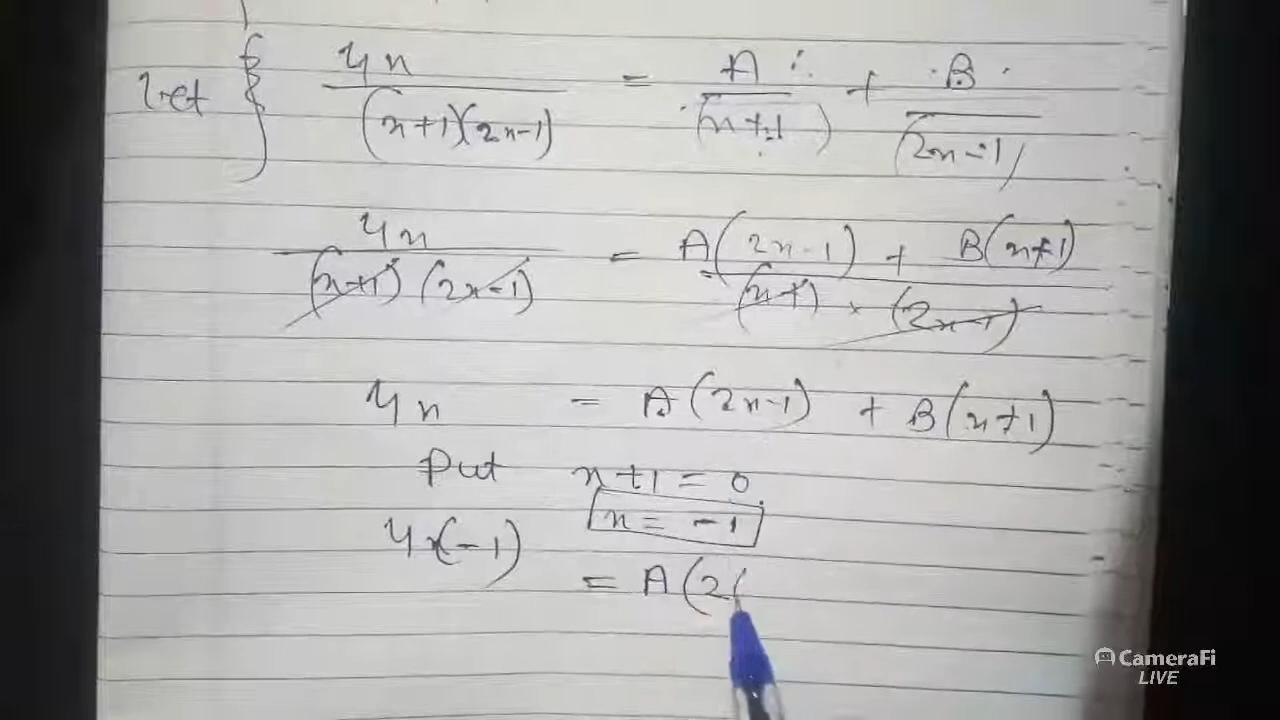 let { 4x / (x+1)(2x-1) = A / (x+1) + B / (2x-1)
4x / (x+1) (2x-1) = A(2x-1) + B(x+1) / (x+1) × (2x-1)
4x = A(2x-1) + B(x+1)
Put x+1 = 0
x = -1
4x(-1) = A(2(
CameraFi
LIVE